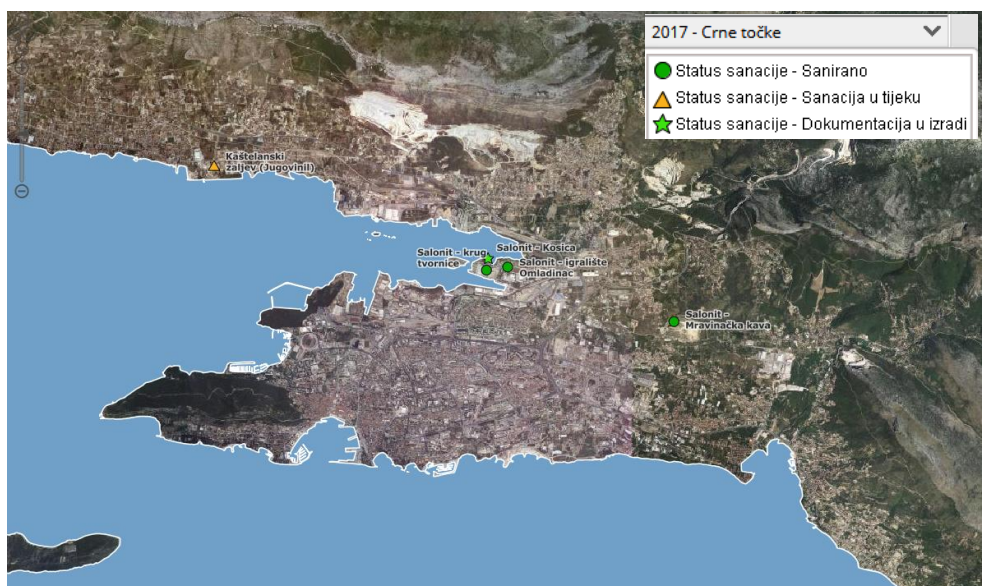 2017 - Crne točke
Status sanacije - Sanirano
Status sanacije - Sanacija u tijeku
Status sanacije - Dokumentacija u izradi
Kaštelanski
zaljev (Jugovinil)
Salonit - krug
tvornice
Salonit - Kosica
Salonit - igralište
Omladinac
Salonit -
Mravinačka kava